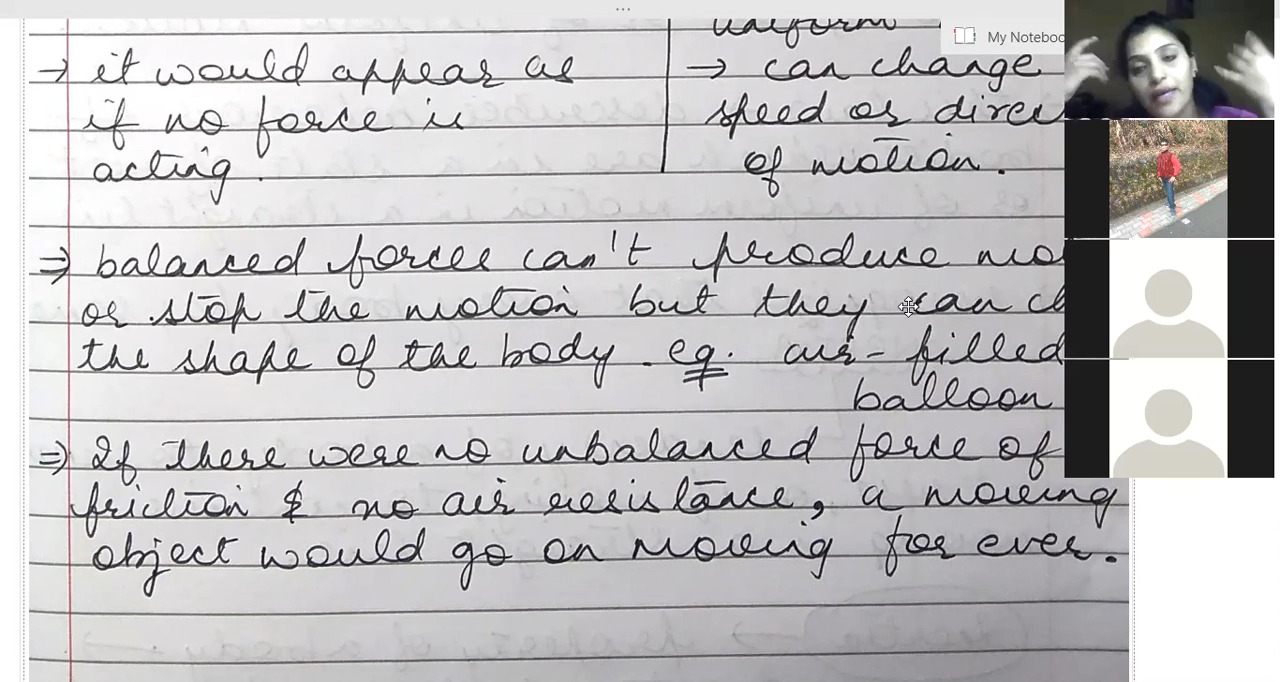 uniform
My Notebook
→ it would appear as
if no force is
acting.
→ can change
speed or direc
of motion.
⇒ balanced forces can't produce mo
or stop the motion but they can ch
the shape of the body. eg. air-filled
balloon
⇒ If there were no unbalanced force of
friction & no air resistance, a moving
object would go on moving for ever.